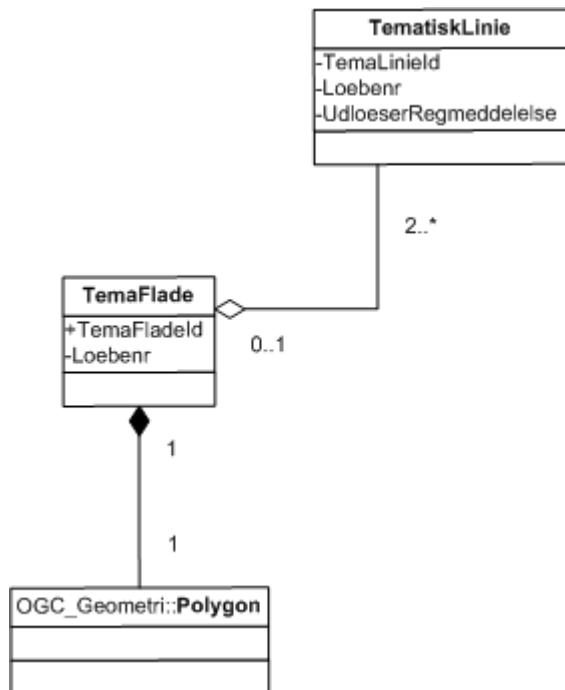 TematiskLinie
-TemaLinieId
-Loebenr
-UdloeserRegmeddelelse
2..*
TemaFlade
+TemaFladeId
-Loebenr
0..1
1
1
OGC_Geometri::Polygon